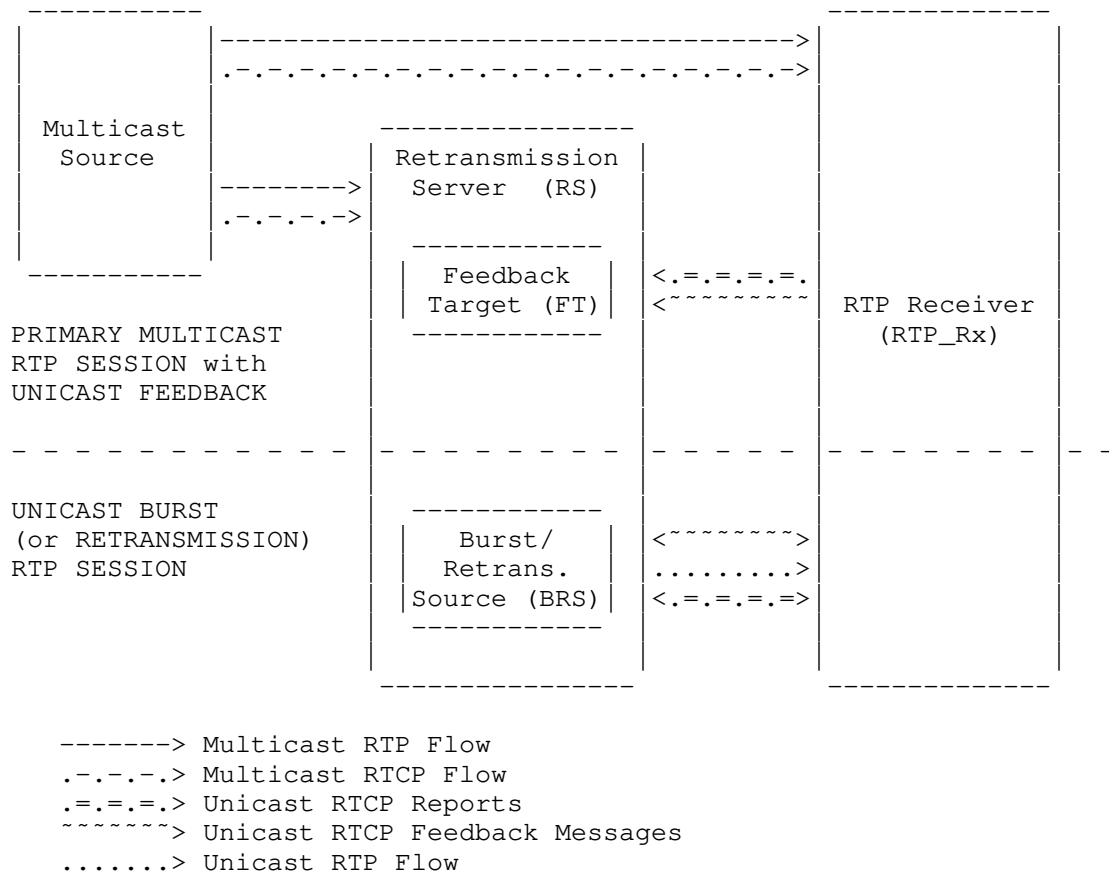 Multicast
Source
Retransmission
Server (RS)
Feedback
Target (FT)
RTP Receiver
(RTP_Rx)
PRIMARY MULTICAST
RTP SESSION with
UNICAST FEEDBACK
UNICAST BURST
(or RETRANSMISSION)
RTP SESSION
Burst/
Retrans.
Source (BRS)
-------> Multicast RTP Flow
.-.-.-.> Multicast RTCP Flow
.=.=.=.> Unicast RTCP Reports
~~~~~~~> Unicast RTCP Feedback Messages
.......> Unicast RTP Flow